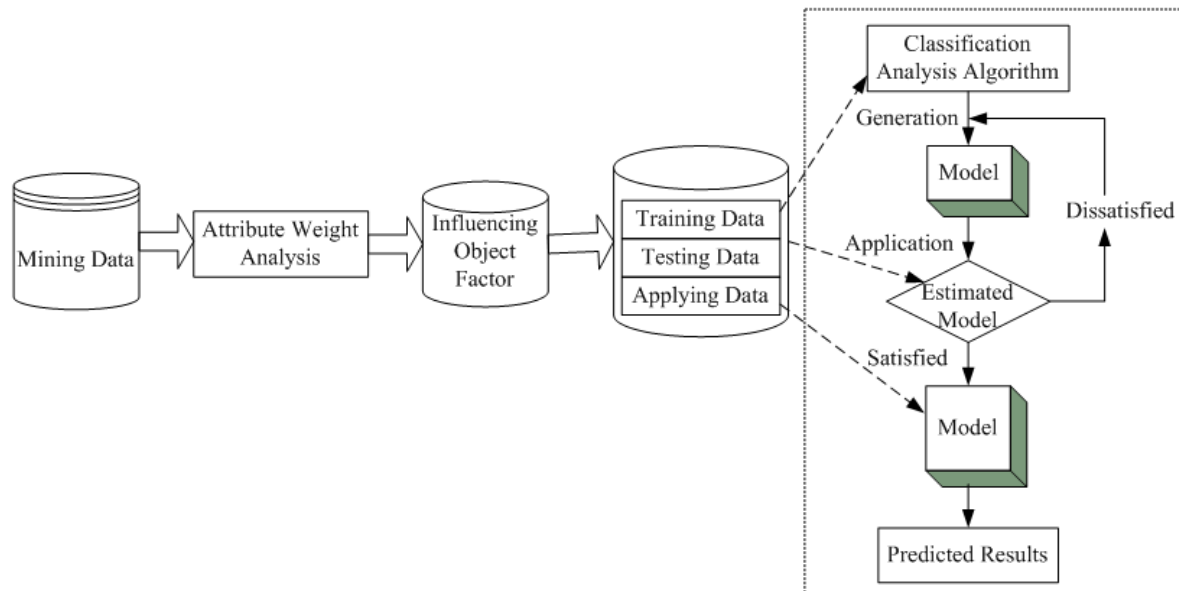 Mining Data
Attribute Weight
Analysis
Influencing
Object
Factor
Training Data
Testing Data
Applying Data
Classification
Analysis Algorithm
Generation
Model
Dissatisfied
Application
Estimated
Model
Satisfied
Model
Predicted Results